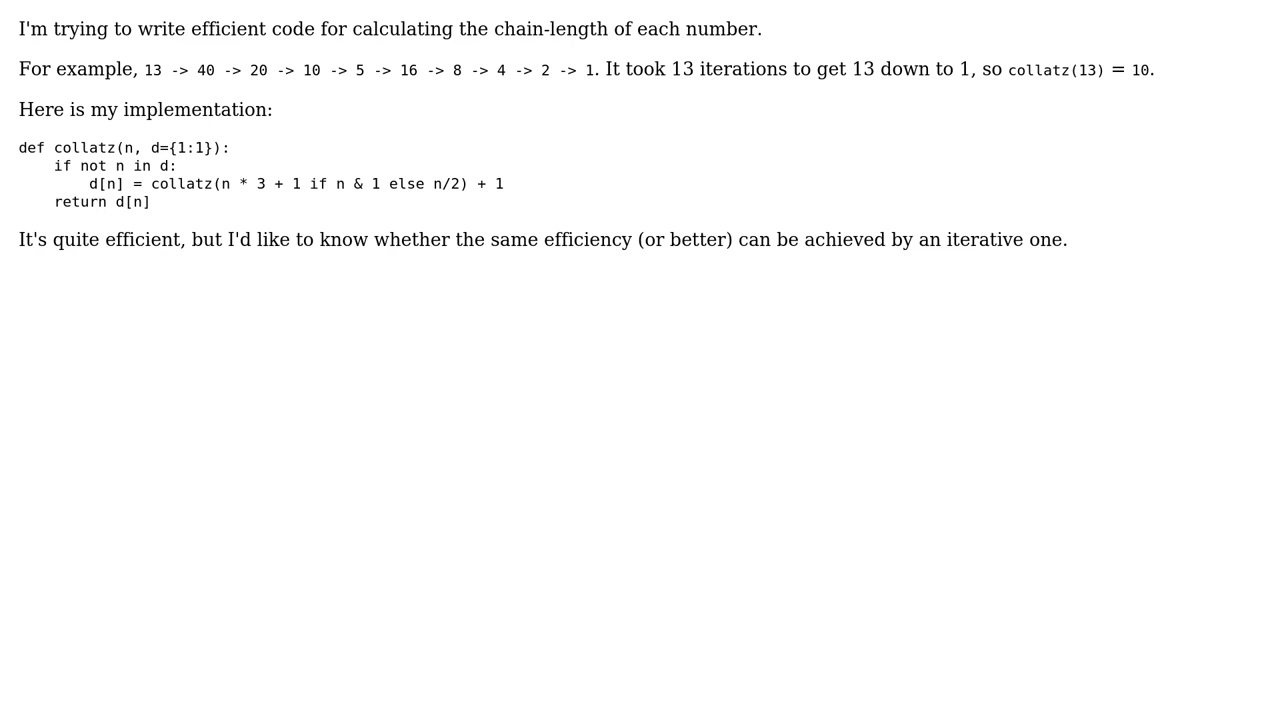 I'm trying to write efficient code for calculating the chain-length of each number.
For example, 13 -> 40 -> 20 -> 10 -> 5 -> 16 -> 8 -> 4 -> 2 -> 1. It took 13 iterations to get 13 down to 1, so collatz(13) = 10.
Here is my implementation:
def collatz(n, d={1:1}):
    if not n in d:
        d[n] = collatz(n * 3 + 1 if n & 1 else n/2) + 1
    return d[n]
It's quite efficient, but I'd like to know whether the same efficiency (or better) can be achieved by an iterative one.